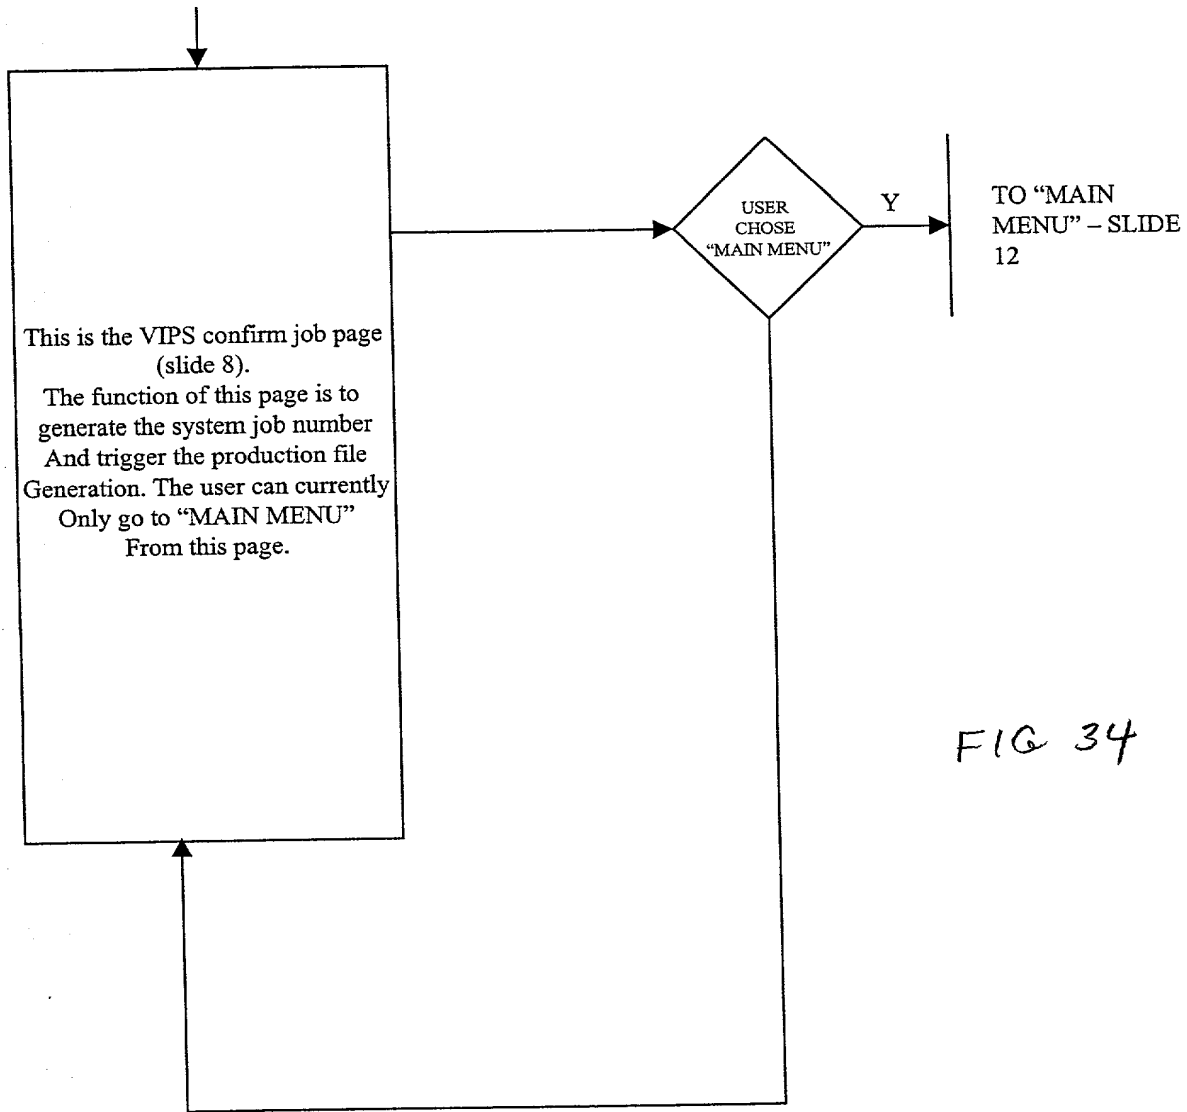 This is the VIPS confirm job page
(slide 8).
The function of this page is to
generate the system job number
And trigger the production file
Generation. The user can currently
Only go to “MAIN MENU”
From this page.
USER
CHOSE
“MAIN MENU”
Y
TO “MAIN
MENU” – SLIDE
12
FIG 34